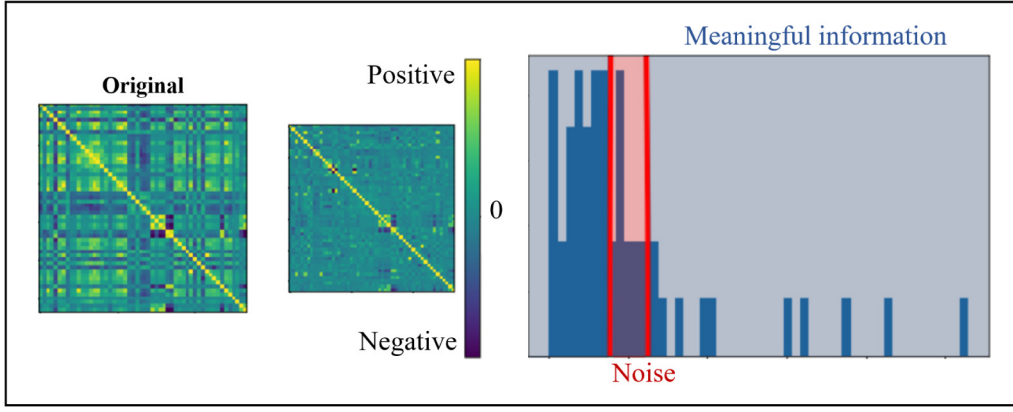 Meaningful information
Original
Positive
0
Negative
Noise